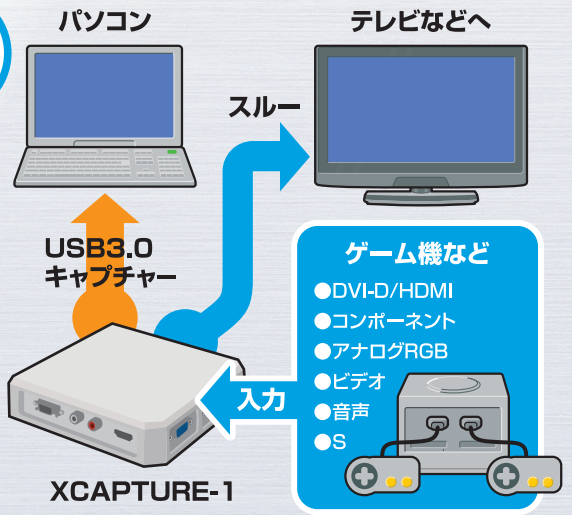 パソコン
テレビなどへ
スルー
USB3.0
キャプチャー
ゲーム機など
●DVI-D/HDMI
●コンポーネント
●アナログRGB
●ビデオ
●音声
●S
入力
XCAPTURE-1